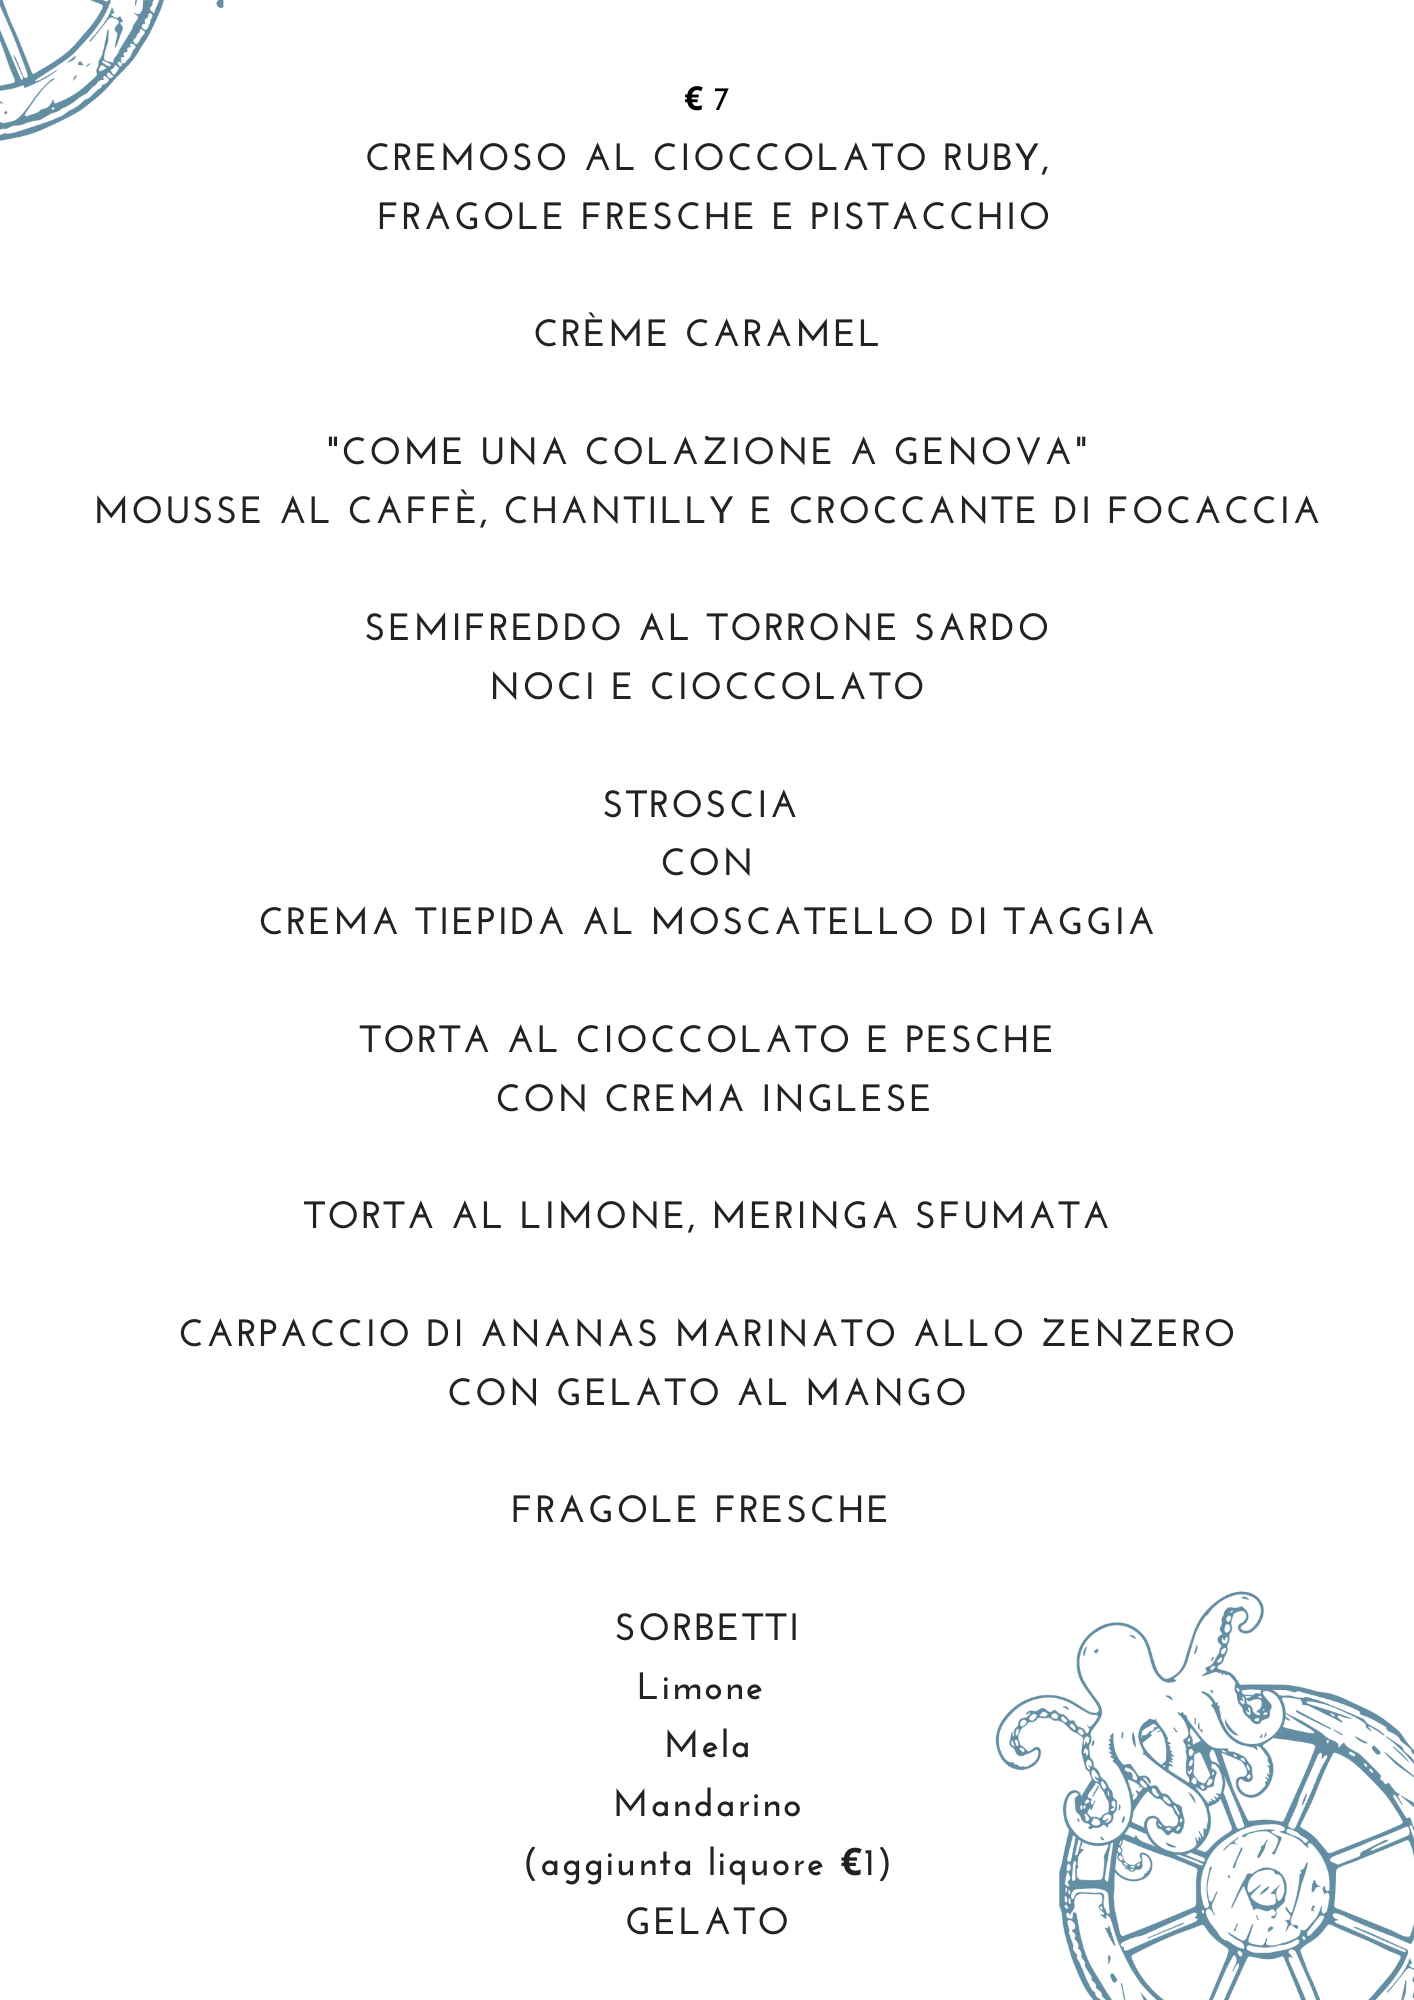 € 7
CREMOSO AL CIOCCOLATO RUBY,
FRAGOLE FRESCHE E PISTACCHIO
CRÈME CARAMEL
"COME UNA COLAZIONE A GENOVA"
MOUSSE AL CAFFÈ, CHANTILLY E CROCCANTE DI FOCACCIA
SEMIFREDDO AL TORRONE SARDO
NOCI E CIOCCOLATO
STROSCIA
CON
CREMA TIEPIDA AL MOSCATELLO DI TAGGIA
TORTA AL CIOCCOLATO E PESCHE
CON CREMA INGLESE
TORTA AL LIMONE, MERINGA SFUMATA
CARPACCIO DI ANANAS MARINATO ALLO ZENZERO
CON GELATO AL MANGO
FRAGOLE FRESCHE
SORBETTI
Limone
Mela
Mandarino
(aggiunta liquore €1)
GELATO